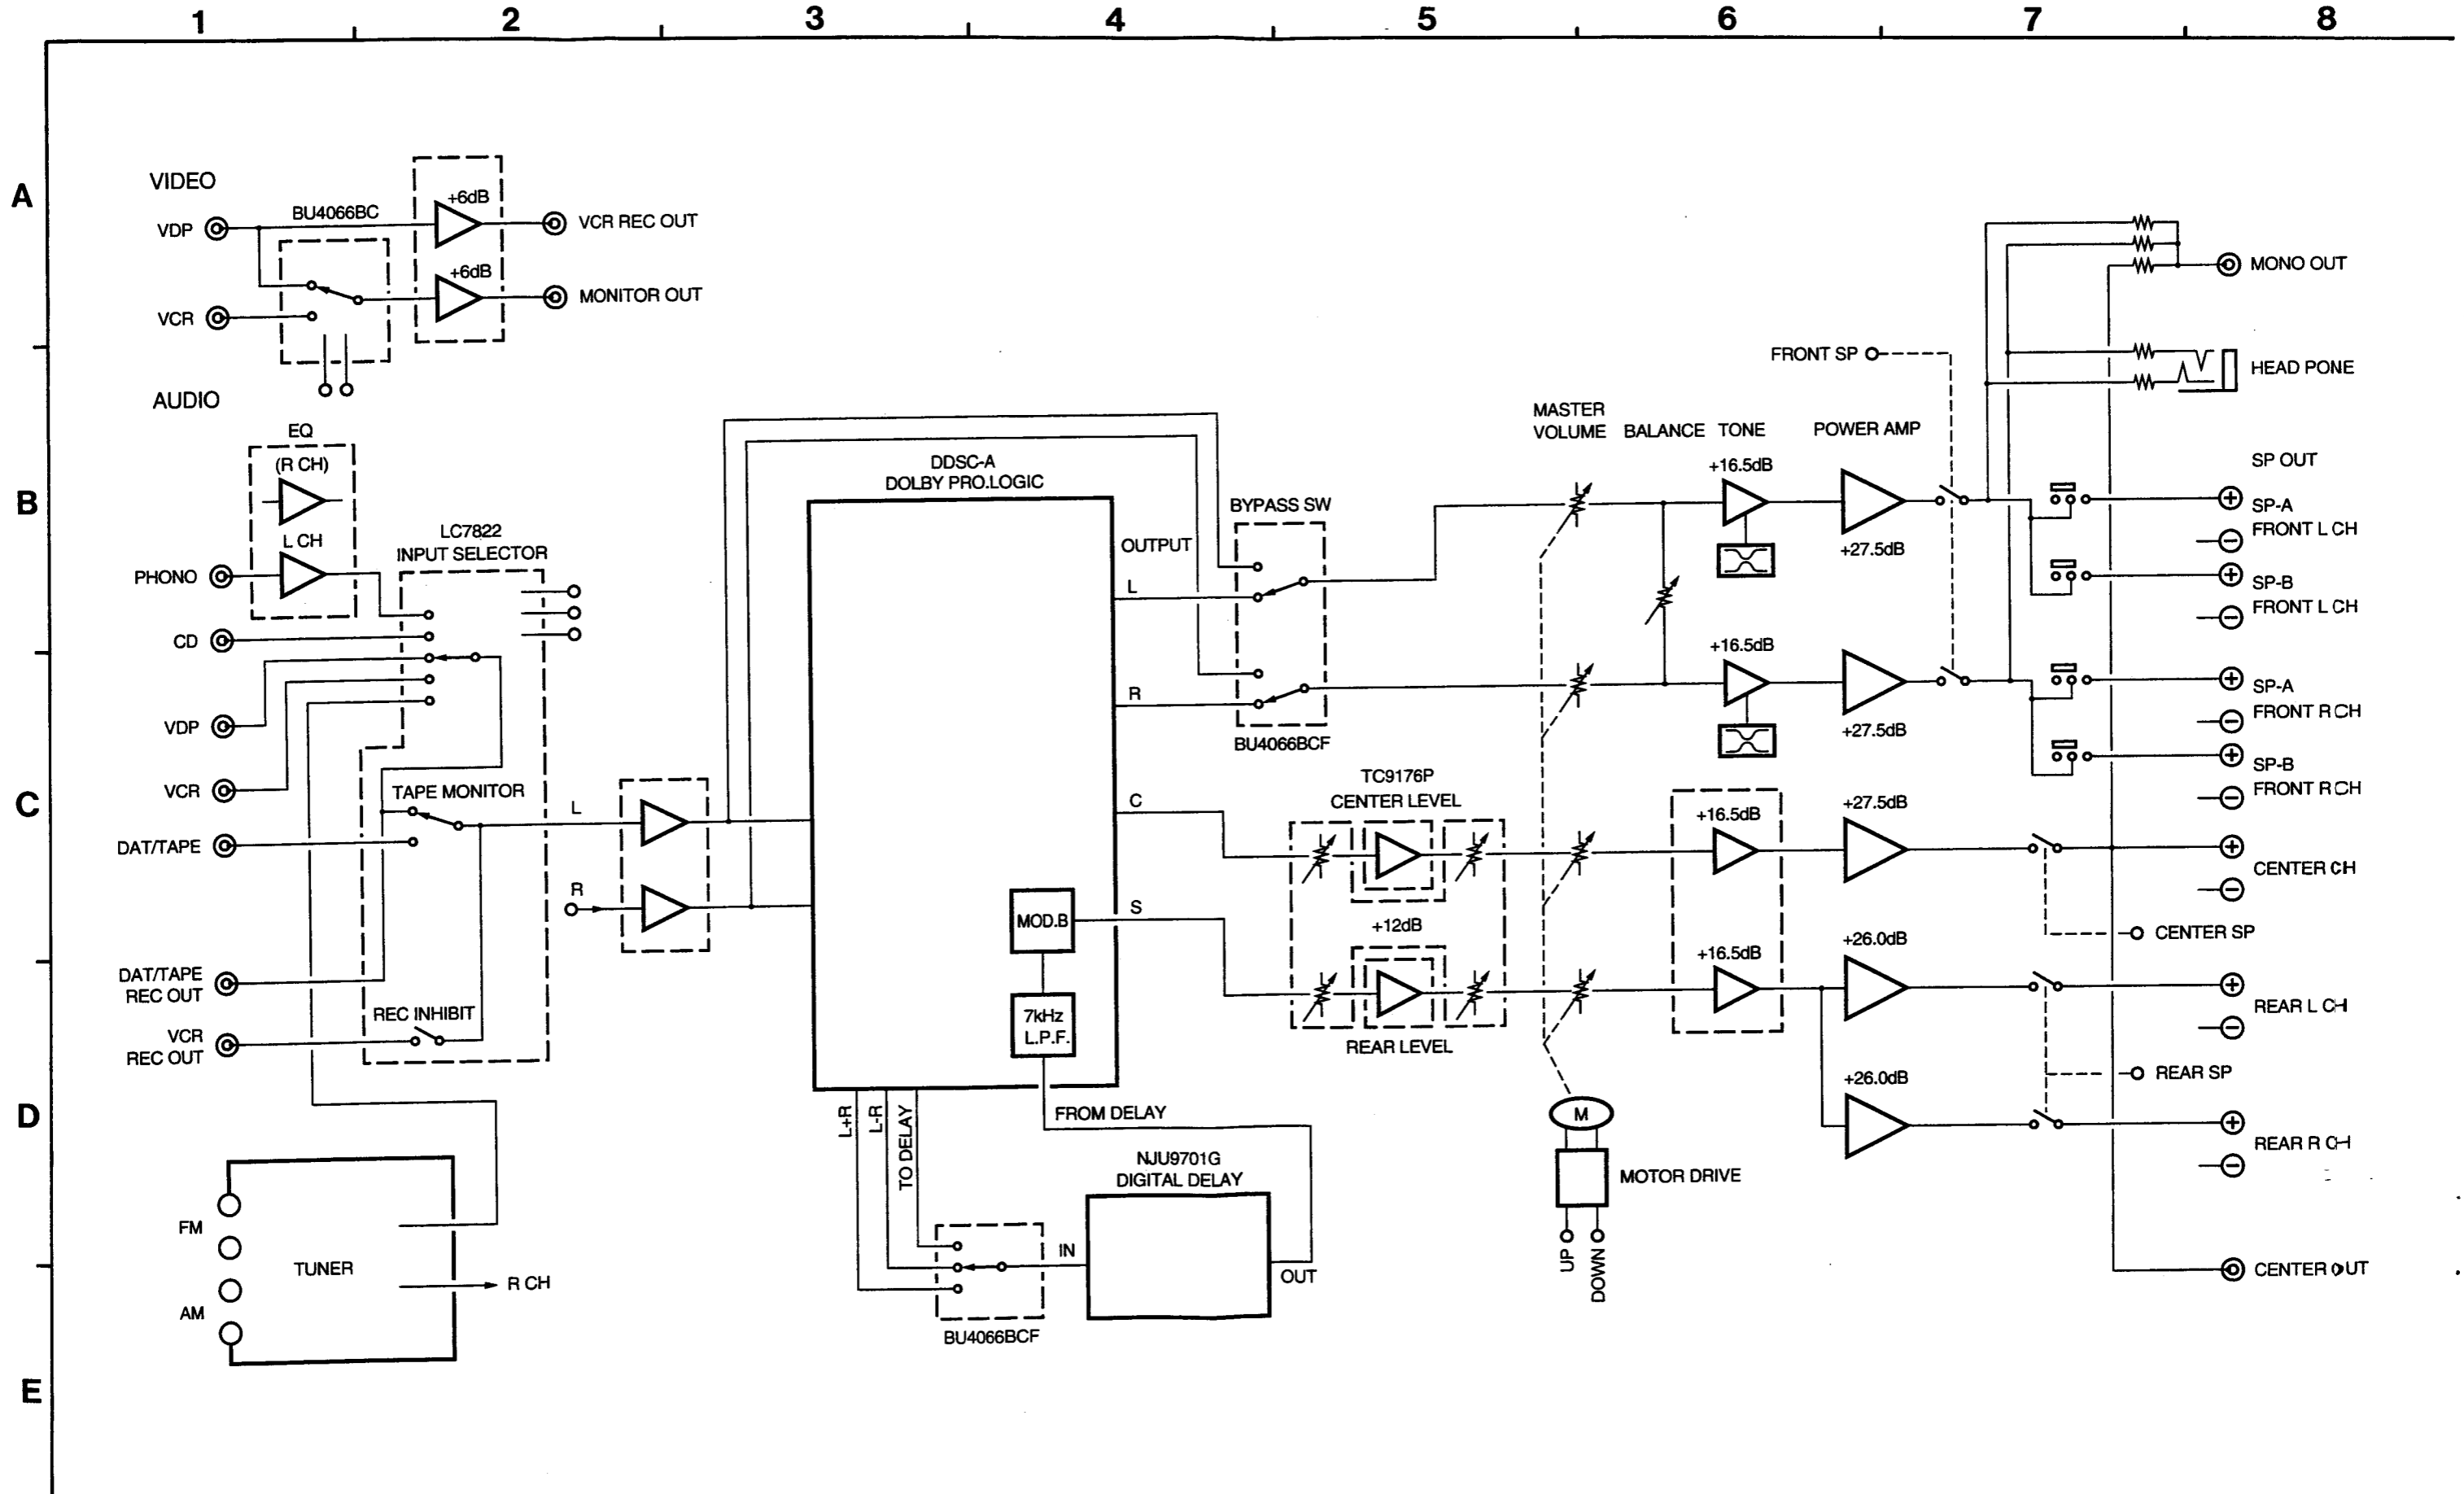 1 2 3 4 5 6 7 8
A
VIDEO
VDP
BU4066BC
+6dB
VCR REC OUT
+6dB
MONITOR OUT
VCR
MONO OUT
FRONT SP
HEAD PONE
AUDIO
B
EQ
(R CH)
L CH
PHONO
CD
LC7822
INPUT SELECTOR
DDSC-A
DOLBY PRO.LOGIC
OUTPUT
L
R
BYPASS SW
BU4066BCF
MASTER
VOLUME
BALANCE
TONE
POWER AMP
+16.5dB
+27.5dB
+16.5dB
+27.5dB
SP OUT
SP-A
FRONT L CH
SP-B
FRONT L CH
SP-A
FRONT R CH
SP-B
FRONT R CH
C
VDP
VCR
DAT/TAPE
TAPE MONITOR
L
R
C
S
MOD.B
7kHz
L.P.F.
TC9176P
CENTER LEVEL
+12dB
REAR LEVEL
+16.5dB
+27.5dB
CENTER CH
CENTER SP
+16.5dB
+26.0dB
REAR L CH
REAR SP
+26.0dB
REAR R CH
DAT/TAPE
REC OUT
VCR
REC OUT
REC INHIBIT
D
L+R
L-R
TO DELAY
FROM DELAY
NJU9701G
DIGITAL DELAY
IN
OUT
BU4066BCF
M
MOTOR DRIVE
UP
DOWN
FM
AM
TUNER
R CH
CENTER OUT
E